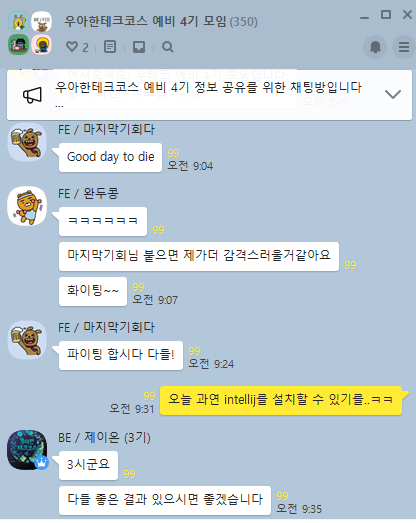 우아한테크코스 예비 4기 모임 (350)
2
우아한테크코스 예비 4기 정보 공유를 위한 채팅방입니다
...
FE / 마지막기회다
Good day to die
99
오전 9:04
FE / 완두콩
ㅋㅋㅋㅋㅋㅋ
99
마지막기회님 붙으면 제가더 감격스러울거같아요
99
화이팅~~
99
오전 9:07
FE / 마지막기회다
파이팅 합시다 다들!
99
오전 9:24
99
오전 9:31
오늘 과연 intellij를 설치할 수 있기를..ㅋㅋ
BE / 제이온 (3기)
3시군요
99
다들 좋은 결과 있으시면 좋겠습니다
99
오전 9:35